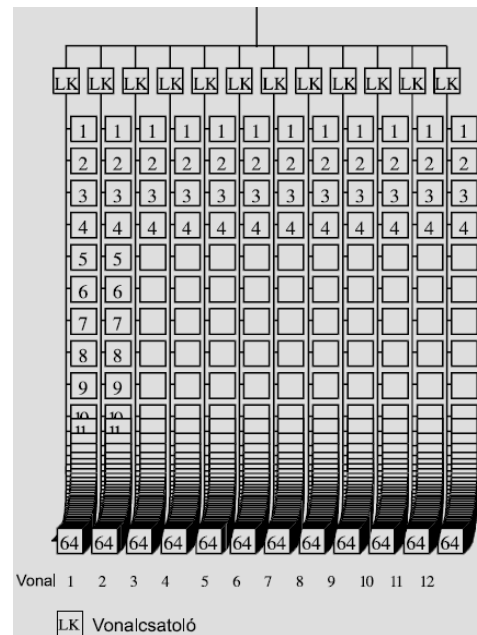 LK LK LK LK LK LK LK LK LK LK LK LK
1 1 1 1 1 1 1 1 1 1 1 1
2 2 2 2 2 2 2 2 2 2 2 2
3 3 3 3 3 3 3 3 3 3 3 3
4 4 4 4 4 4 4 4 4 4 4 4
5 5
6 6
7 7
8 8
9 9
10 10
11 11
64 64 64 64 64 64 64 64 64 64 64 64
Vonal 1 2 3 4 5 6 7 8 9 10 11 12
LK Vonalcsatoló